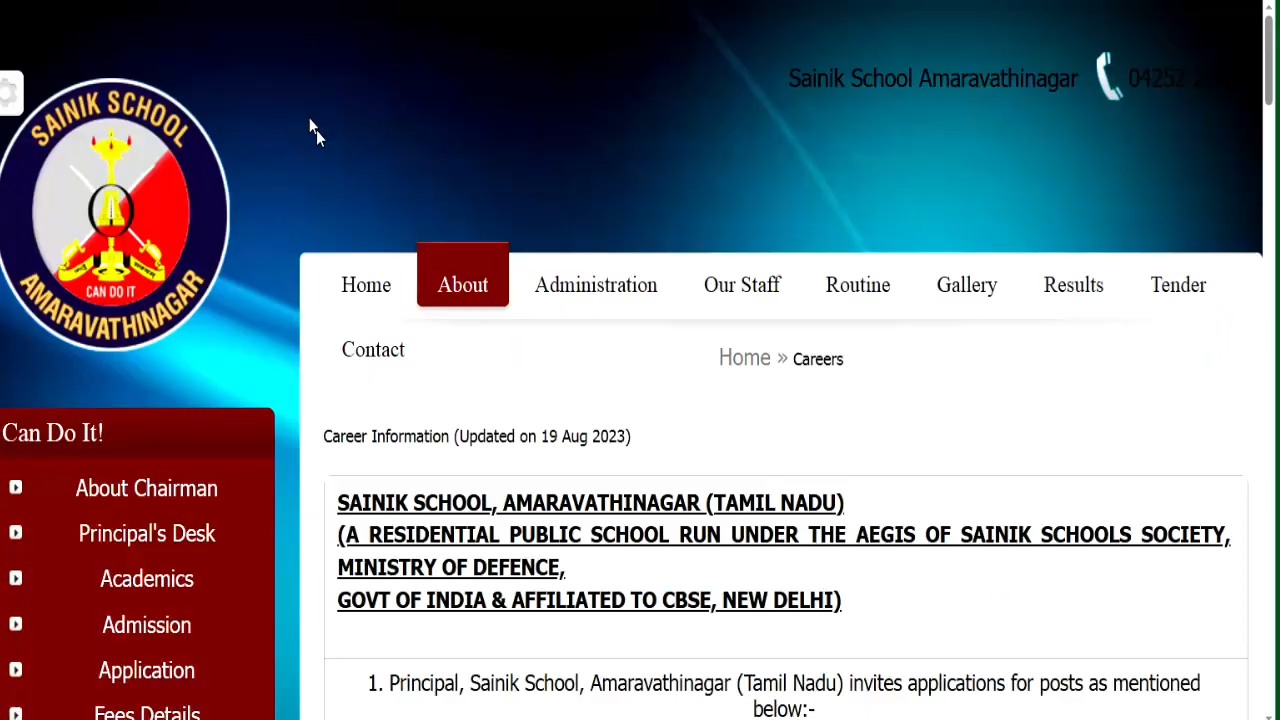 Sainik School Amaravathinagar 04252
SAINIK SCHOOL
CAN DO IT
AMARAVATHINAGAR
Home About Administration Our Staff Routine Gallery Results Tender
Contact
Home » Careers
Can Do It!
About Chairman
Principal's Desk
Academics
Admission
Application
Fees Details
Career Information (Updated on 19 Aug 2023)
SAINIK SCHOOL, AMARAVATHINAGAR (TAMIL NADU)
(A RESIDENTIAL PUBLIC SCHOOL RUN UNDER THE AEGIS OF SAINIK SCHOOLS SOCIETY,
MINISTRY OF DEFENCE,
GOVT OF INDIA & AFFILIATED TO CBSE, NEW DELHI)
1. Principal, Sainik School, Amaravathinagar (Tamil Nadu) invites applications for posts as mentioned
below:-